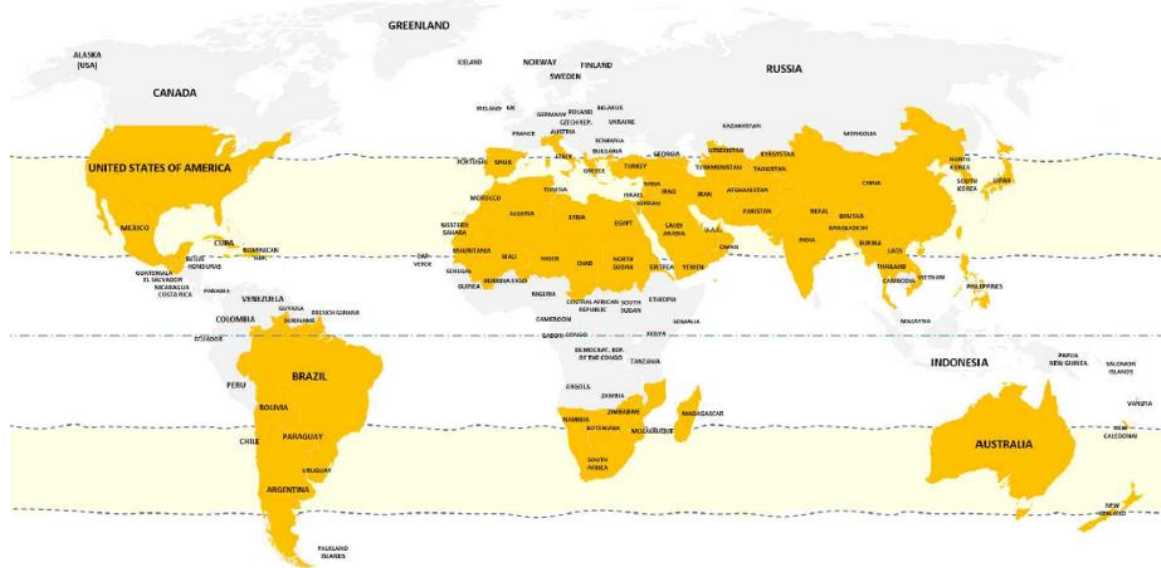 GREENLAND
ALASKA
(USA)
ICELAND
NORWAY
FINLAND
SWEDEN
RUSSIA
CANADA
IRELAND
UK
GERMANY
POLAND
BELARUS
CZECH REP.
UKRAINE
FRANCE
AUSTRIA
ROMANIA
BULGARIA
KAZAKHSTAN
MONGOLIA
UNITED STATES OF AMERICA
PORTUGAL
SPAIN
ITALY
GREECE
TURKEY
GEORGIA
UZBEKISTAN
KYRGYSTAN
TURKMENISTAN
TAJIKISTAN
NORTH
KOREA
SOUTH
KOREA
JAPAN
CHINA
TUNISIA
MOROCCO
SYRIA
IRAQ
IRAN
ISRAEL
JORDAN
AFGHANISTAN
PAKISTAN
NEPAL
BHUTAN
BANGLADESH
ALGERIA
LYBIA
EGYPT
WESTERN
SAHARA
SAUDI
ARABIA
U.A.E.
OMAN
INDIA
BURMA
LAOS
MEXICO
CUBA
DOMINICAN
BELIZE
HONDURAS
GUATEMALA
EL SALVADOR
NICARAGUA
COSTA RICA
PANAMA
CAP
VERDE
MAURITANIA
MALI
NIGER
CHAD
NORTH
SUDAN
ERITREA
YEMEN
SENEGAL
GUINEA
BURKINA FASO
THAILAND
CAMBODIA
VIETNAM
PHILIPPINES
VENEZUELA
GUYANA
SURINAME
FRENCH GUIANA
COLOMBIA
NIGERIA
CENTRAL AFRICAN
REPUBLIC
SOUTH
SUDAN
ETHIOPIA
SOMALIA
CAMEROON
GABON
CONGO
KENYA
MALAYSIA
ECUADOR
DEMOCRAT. REP.
OF THE CONGO
TANZANIA
INDONESIA
PAPUA
NEW GUINEA
SOLOMON
ISLANDS
PERU
BRAZIL
ANGOLA
ZAMBIA
BOLIVIA
ZIMBABWE
MADAGASCAR
NAMIBIA
BOTSWANA
MOZAMBIQUE
CHILE
PARAGUAY
AUSTRALIA
NEW
SOUTH
AFRICA
URUGUAY
ARGENTINA
NEW
FALKLAND
ISLANDS